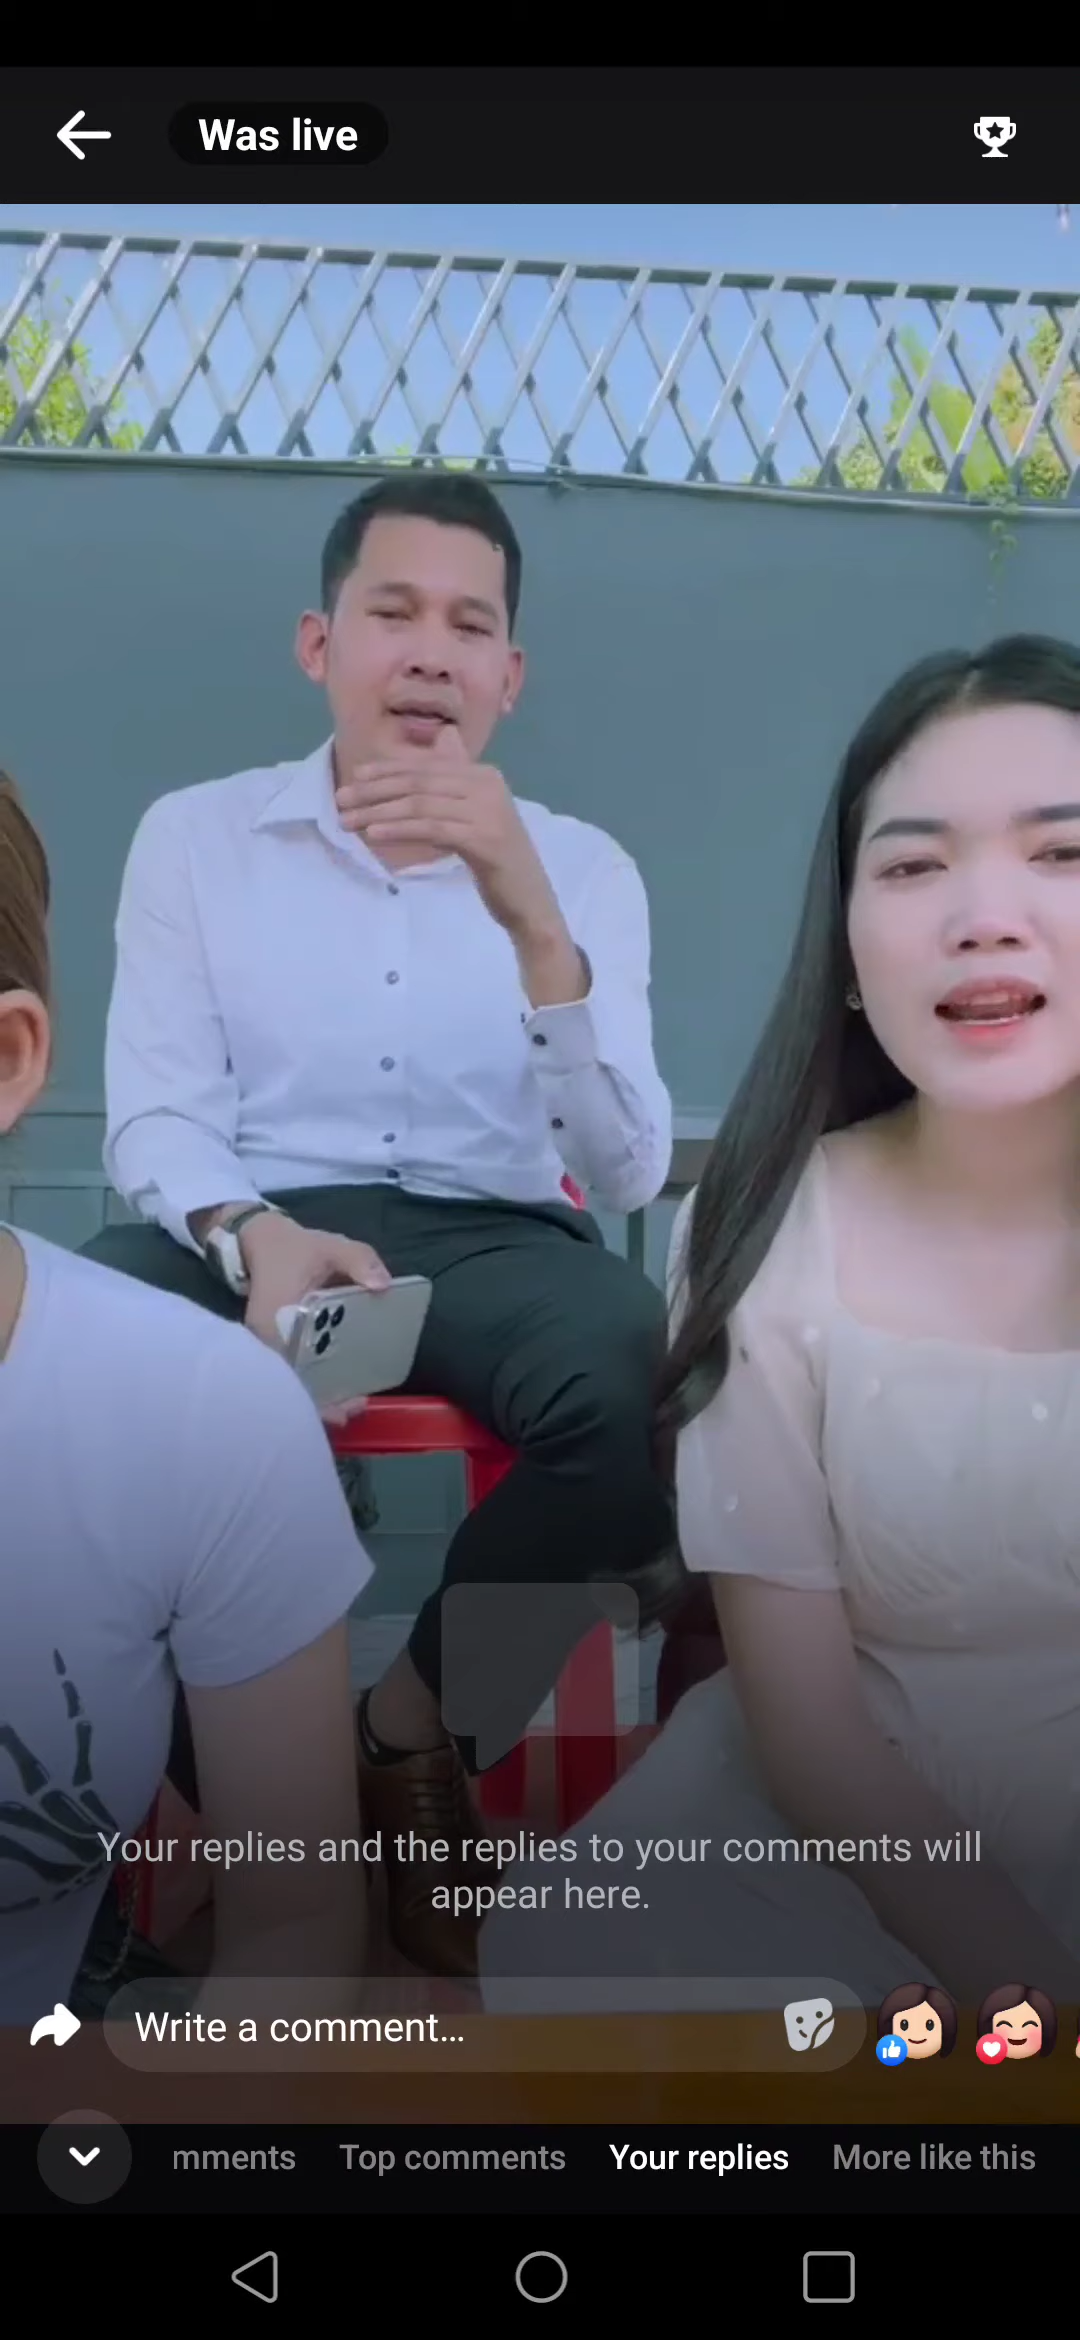 Was live
Your replies and the replies to your comments will
appear here.
Write a comment...
mments Top comments Your replies More like this